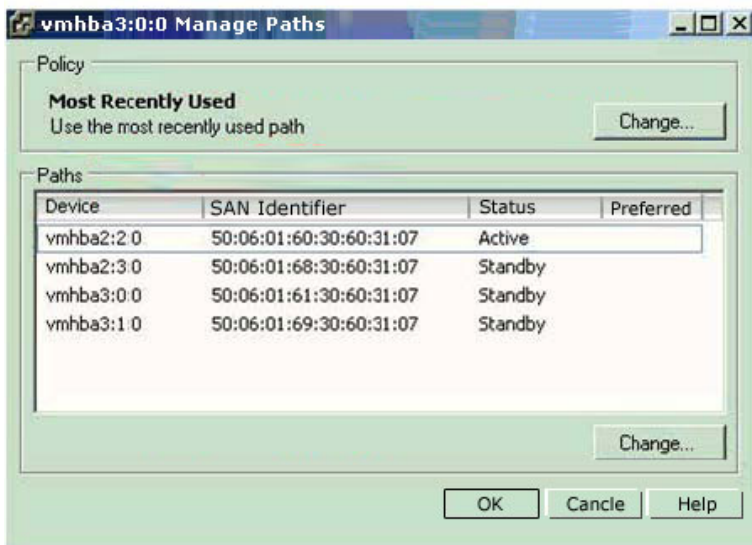 vmhba3:0:0 Manage Paths
Policy
Most Recently Used
Use the most recently used path
Change...
Paths
Device SAN Identifier Status Preferred
vmhba2:2:0 50:06:01:60:30:60:31:07 Active
vmhba2:3:0 50:06:01:68:30:60:31:07 Standby
vmhba3:0:0 50:06:01:61:30:60:31:07 Standby
vmhba3:1:0 50:06:01:69:30:60:31:07 Standby
Change...
OK Cancle Help